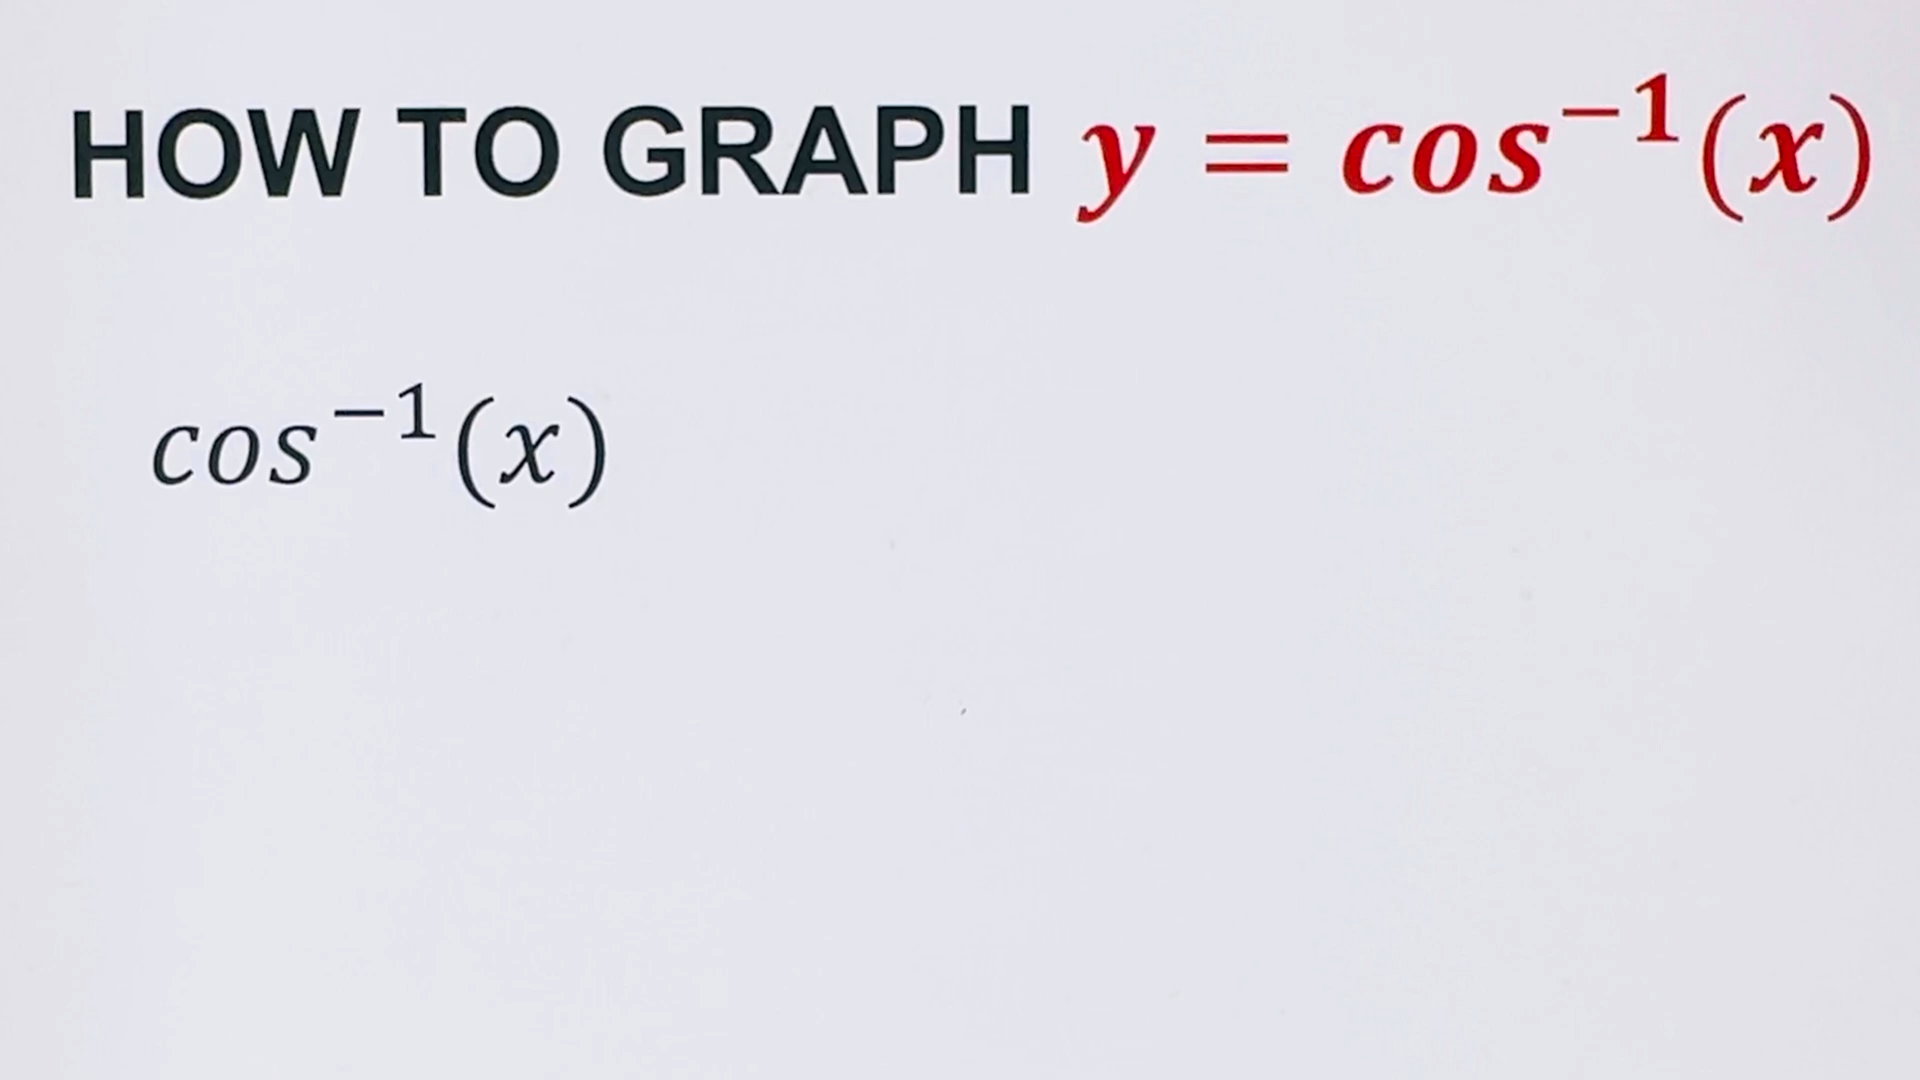 HOW TO GRAPH y = cos⁻¹(x)
cos⁻¹(x)